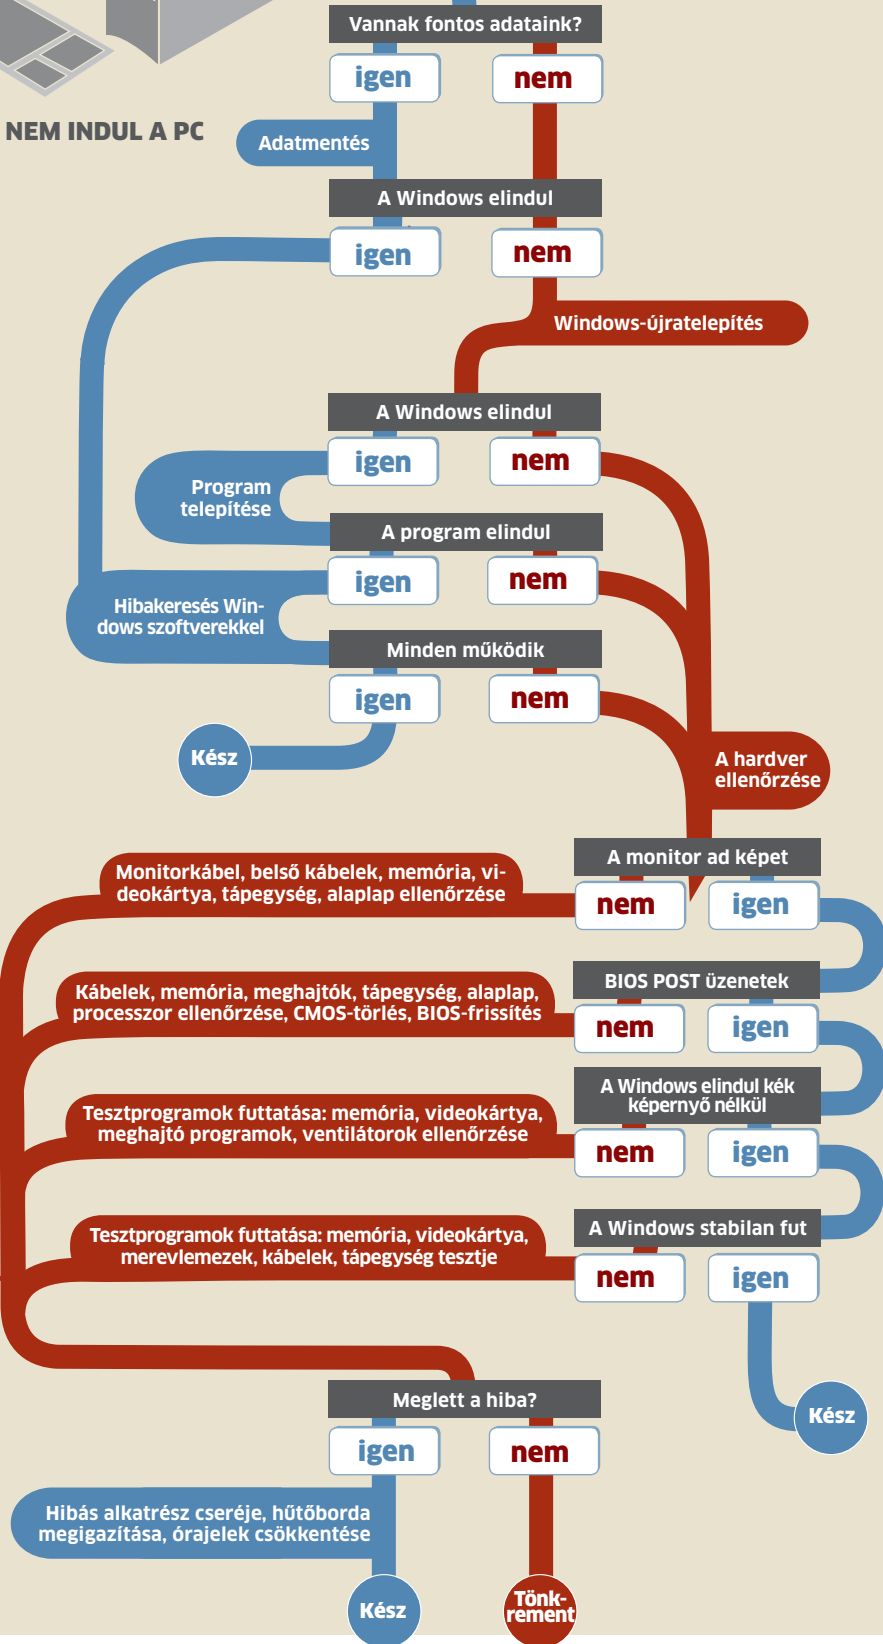 Vannak fontos adataink?
igen
nem
NEM INDUL A PC
Adatmentés
A Windows elindul
igen
nem
Windows-újratelepítés
A Windows elindul
igen
nem
Program
telepítése
A program elindul
igen
nem
Hibakeresés Win-
dows szoftverekkel
Minden működik
igen
nem
Kész
A hardver
ellenőrzése
A monitor ad képet
Monitorkábel, belső kábelek, memória, vi-
deokártya, tápegység, alaplap ellenőrzése
nem
igen
BIOS POST üzenetek
Kábelek, memória, meghajtók, tápegység, alaplap,
processzor ellenőrzése, CMOS-törlés, BIOS-frissítés
nem
igen
A Windows elindul kék
képernyő nélkül
Tesztprogramok futtatása: memória, videokártya,
meghajtó programok, ventilátorok ellenőrzése
nem
igen
A Windows stabilan fut
Tesztprogramok futtatása: memória, videokártya,
merevlemezek, kábelek, tápegység tesztje
nem
igen
Kész
Meglett a hiba?
igen
nem
Hibás alkatrész cseréje, hűtőborda
megigazítása, órajelek csökkentése
Kész
Tönk-
rement